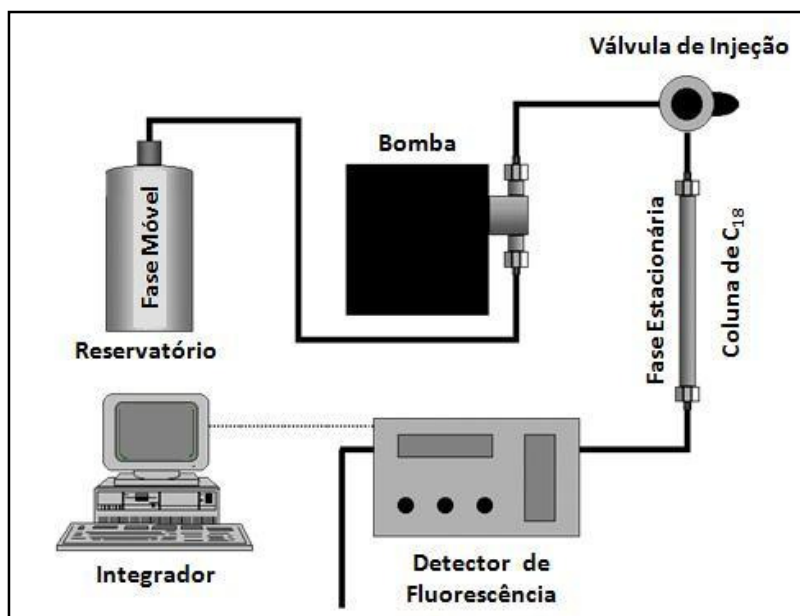 Válvula de Injeção
Bomba
Fase Móvel
Reservatório
Fase Estacionária
Coluna de C₁₈
Integrador
Detector de
Fluorescência